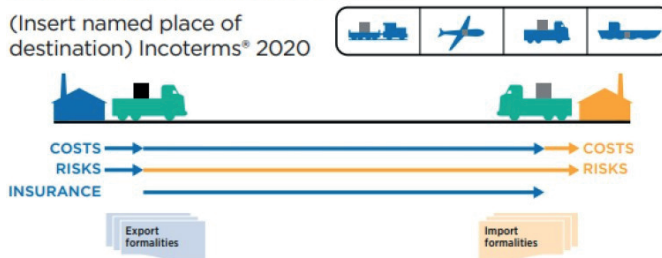 (Insert named place of
destination) Incoterms® 2020
COSTS
COSTS
RISKS
RISKS
INSURANCE
Export
formalities
Import
formalities